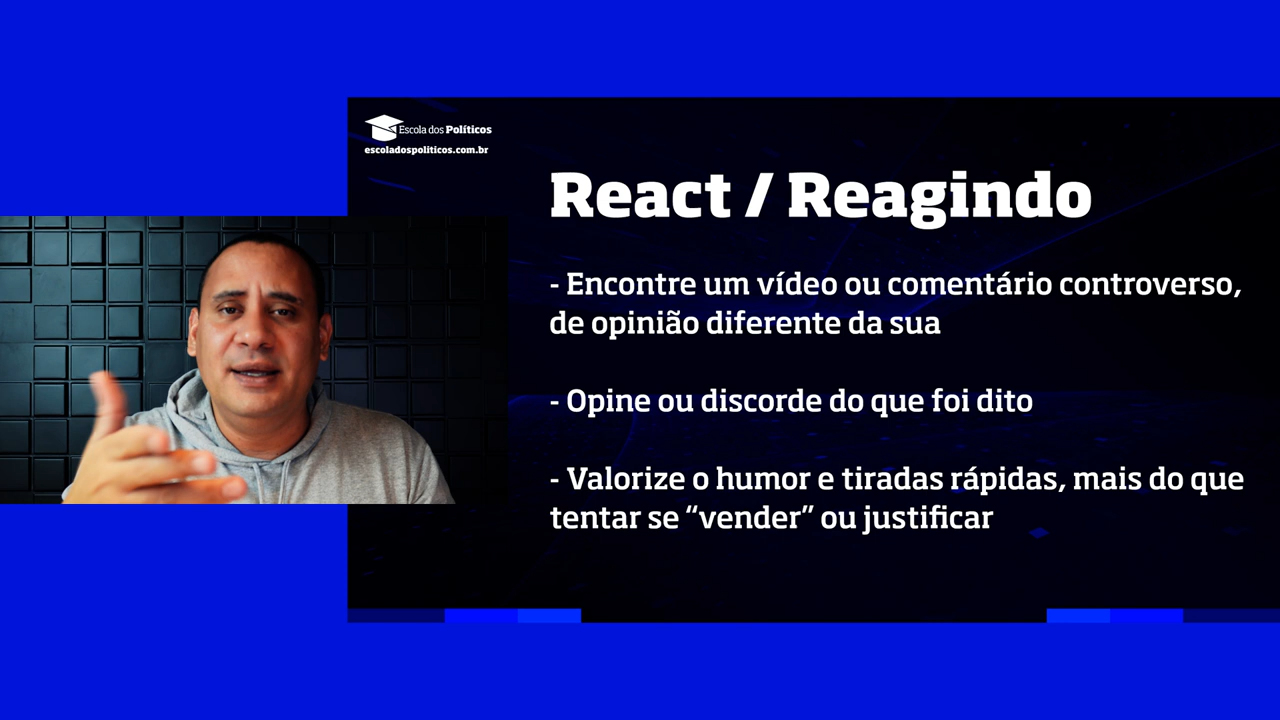 Escola dos Políticos
escoladospoliticos.com.br
React / Reagindo
- Encontre um vídeo ou comentário controverso,
de opinião diferente da sua
- Opine ou discorde do que foi dito
- Valorize o humor e tiradas rápidas, mais do que
tentar se “vender” ou justificar